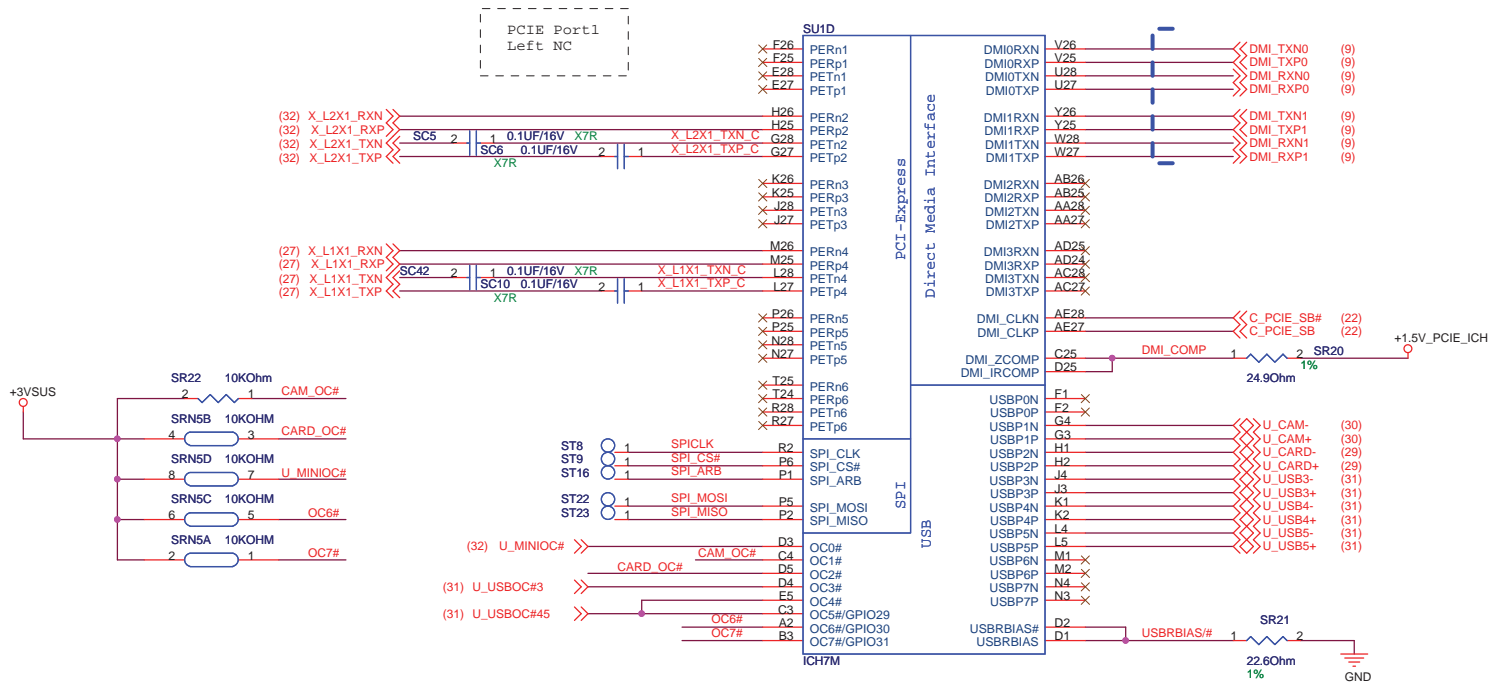 PCIE Port1
Left NC
SU1D
F26 PERn1
F25 PERp1
E28 PETn1
E27 PETp1
(32) X_L2X1_RXN H26 PERn2
(32) X_L2X1_RXP H25 PERp2
(32) X_L2X1_TXN SC5 2 1 0.1UF/16V X7R X_L2X1_TXN_C G28 PETn2
(32) X_L2X1_TXP X7R SC6 0.1UF/16V 2 1 X_L2X1_TXP_C G27 PETp2
K26 PERn3
K25 PERp3
J28 PETn3
J27 PETp3
(27) X_L1X1_RXN M26 PERn4
(27) X_L1X1_RXP M25 PERp4
(27) X_L1X1_TXN SC42 2 1 0.1UF/16V X7R X_L1X1_TXN_C L28 PETn4
(27) X_L1X1_TXP X7R SC10 0.1UF/16V 2 1 X_L1X1_TXP_C L27 PETp4
P26 PERn5
P25 PERp5
N28 PETn5
N27 PETp5
T25 PERn6
T24 PERp6
R28 PETn6
R27 PETp6
PCI-Express
Direct Media Interface
DMI0RXN V26 DMI_TXN0 (9)
DMI0RXP V25 DMI_TXP0 (9)
DMI0TXN U28 DMI_RXN0 (9)
DMI0TXP U27 DMI_RXP0 (9)
DMI1RXN Y26 DMI_TXN1 (9)
DMI1RXP Y25 DMI_TXP1 (9)
DMI1TXN W28 DMI_RXN1 (9)
DMI1TXP W27 DMI_RXP1 (9)
DMI2RXN AB26
DMI2RXP AB25
DMI2TXN AA28
DMI2TXP AA27
DMI3RXN AD25
DMI3RXP AD24
DMI3TXN AC28
DMI3TXP AC27
DMI_CLKN AE28 C_PCIE_SB# (22)
DMI_CLKP AE27 C_PCIE_SB (22)
DMI_ZCOMP C25 DMI_COMP 1 2 SR20 +1.5V_PCIE_ICH
DMI_IRCOMP D25 24.9Ohm 1%
+3VSUS
SR22 10KOhm
2 1 CAM_OC#
SRN5B 10KOHM
4 3 CARD_OC#
SRN5D 10KOHM
8 7 U_MINIOC#
SRN5C 10KOHM
6 5 OC6#
SRN5A 10KOHM
2 1 OC7#
ST8 1 SPICLK R2 SPI_CLK
ST9 1 SPI_CS# P6 SPI_CS#
ST16 1 SPI_ARB P1 SPI_ARB
ST22 1 SPI_MOSI P5 SPI_MOSI
ST23 1 SPI_MISO P2 SPI_MISO
SPI
USB
(32) U_MINIOC# D3 OC0#
CAM_OC# C4 OC1#
CARD_OC# D5 OC2#
(31) U_USBOC#3 D4 OC3#
E5 OC4#
(31) U_USBOC#45 C3 OC5#/GPIO29
OC6# A2 OC6#/GPIO30
OC7# B3 OC7#/GPIO31
USBP0N F1
USBP0P F2
USBP1N G4 U_CAM- (30)
USBP1P G3 U_CAM+ (30)
USBP2N H1 U_CARD- (29)
USBP2P H2 U_CARD+ (29)
USBP3N J4 U_USB3- (31)
USBP3P J3 U_USB3+ (31)
USBP4N K1 U_USB4- (31)
USBP4P K2 U_USB4+ (31)
USBP5N L4 U_USB5- (31)
USBP5P L5 U_USB5+ (31)
USBP6N M1
USBP6P M2
USBP7N N4
USBP7P N3
USBRBIAS# D2
USBRBIAS D1 USBRBIAS/# 1 SR21 2
22.6Ohm
1%
GND
ICH7M